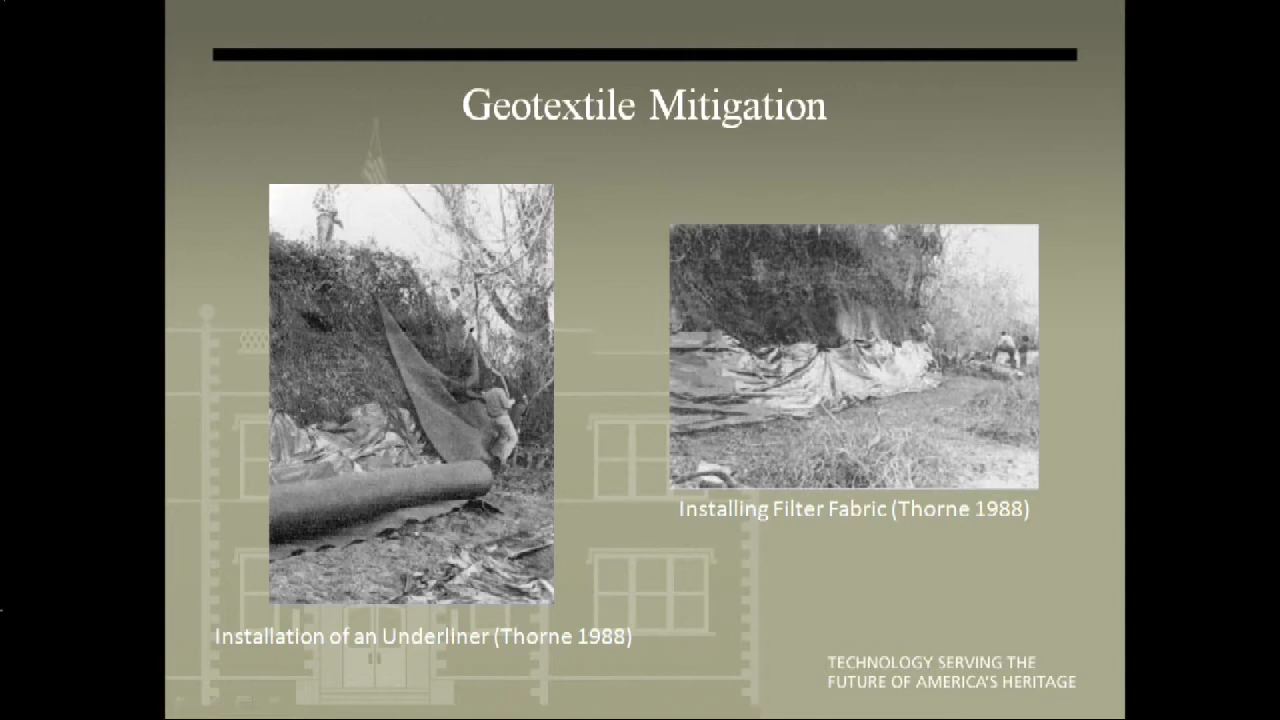 Geotextile Mitigation
Installing Filter Fabric (Thorne 1988)
Installation of an Underliner (Thorne 1988)
TECHNOLOGY SERVING THE
FUTURE OF AMERICA'S HERITAGE